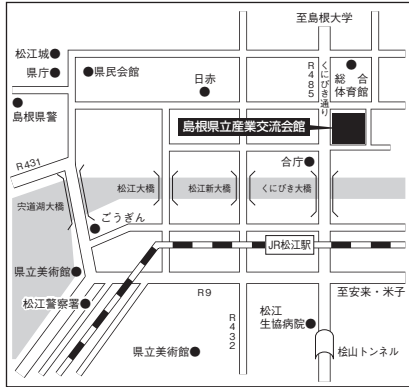 至島根大学
松江城
県庁
県民会館
日赤
R485
くにびき通り
総合
体育館
島根県警
島根県立産業交流会館
R431
合庁
宍道湖大橋
松江大橋
松江新大橋
くにびき大橋
ごうぎん
JR松江駅
県立美術館
松江警察署
R9
至安来・米子
R432
松江
生協病院
県立美術館
桧山トンネル